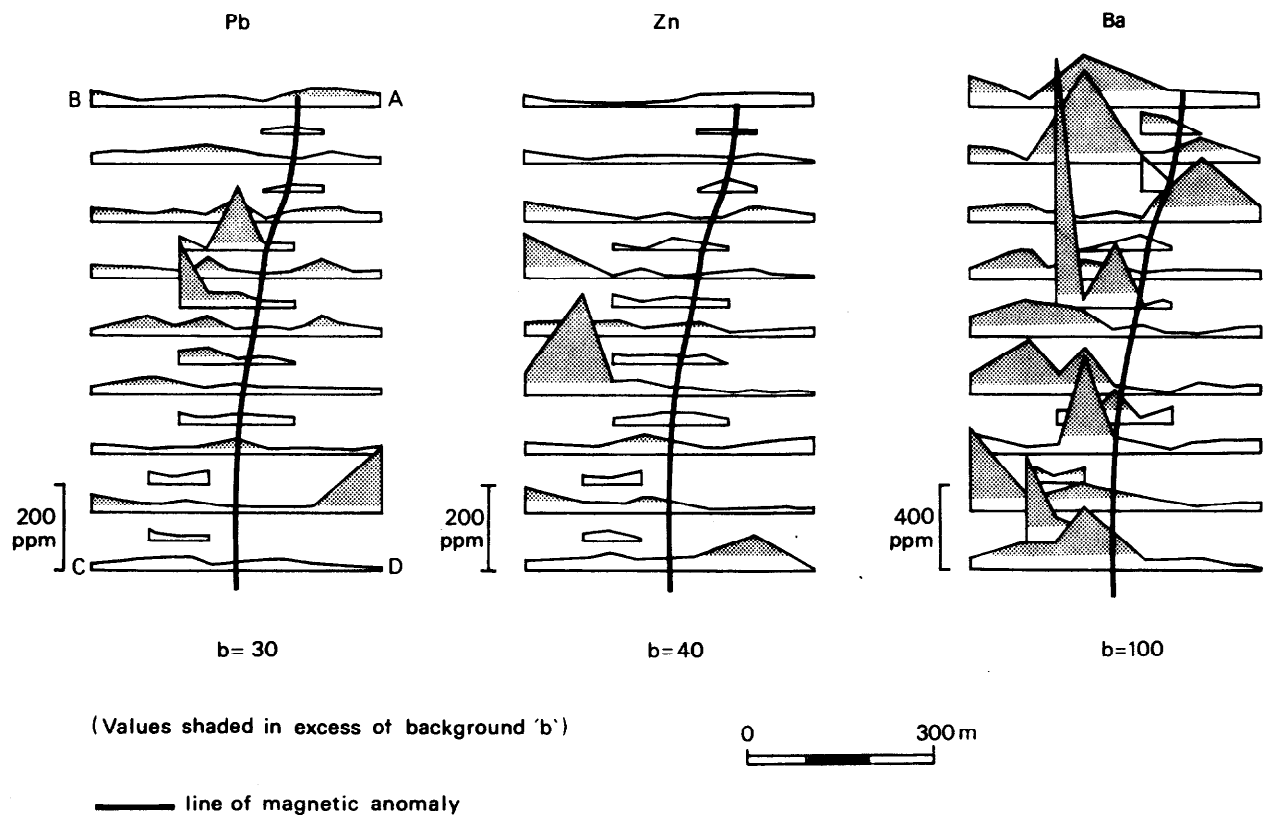 Pb Zn Ba
B A
200 ppm 200 ppm 400 ppm
C D
b= 30 b=40 b=100
(Values shaded in excess of background 'b')
0 300 m
line of magnetic anomaly